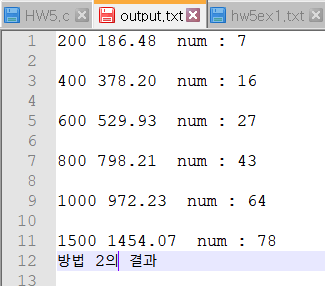 HW5.c output.txt hw5ex1.txt
1 200 186.48 num : 7
2
3 400 378.20 num : 16
4
5 600 529.93 num : 27
6
7 800 798.21 num : 43
8
9 1000 972.23 num : 64
10
11 1500 1454.07 num : 78
12 방법 2의 결과
13